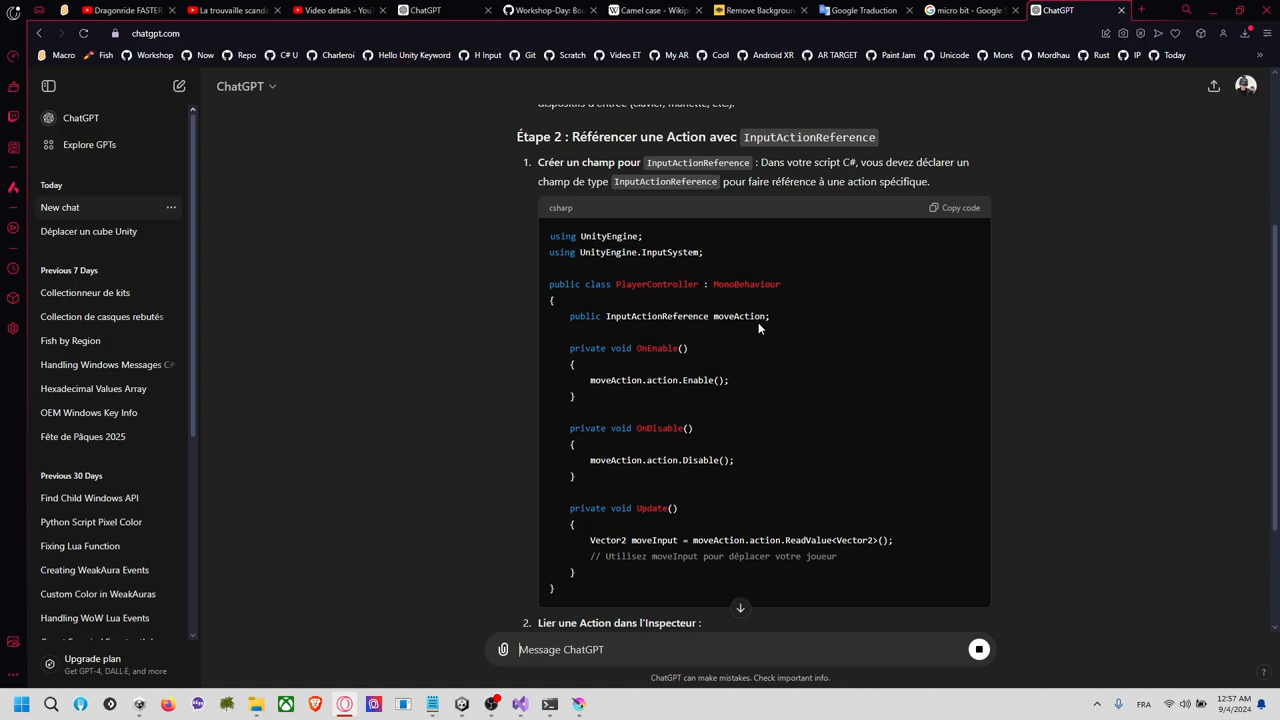 Dragonride FASTER
La trouvaille scanda
Video details - You
ChatGPT
Workshop-Day: Bou
Camel case - Wikip
Remove Background
Google Traduction
micro bit - Google S
ChatGPT
chatgpt.com
Macro
Fish
Workshop
Now
Repo
C# U
Charleroi
Hello Unity Keyword
H Input
Git
Scratch
Video ET
My AR
Cool
Android XR
AR TARGET
Paint Jam
Unicode
Mons
Mordhau
Rust
IP
Today
ChatGPT
ChatGPT
Explore GPTs
Today
New chat
Déplacer un cube Unity
Previous 7 Days
Collectionneur de kits
Collection de casques rebutés
Fish by Region
Handling Windows Messages C#
Hexadecimal Values Array
OEM Windows Key Info
Fête de Pâques 2025
Previous 30 Days
Find Child Windows API
Python Script Pixel Color
Fixing Lua Function
Creating WeakAura Events
Custom Color in WeakAuras
Handling WoW Lua Events
Upgrade plan
Get GPT-4, DALL-E, and more
dispositifs d'entrée (clavier, manette, etc.).
Étape 2 : Référencer une Action avec InputActionReference
1. Créer un champ pour InputActionReference : Dans votre script C#, vous devez déclarer un
champ de type InputActionReference pour faire référence à une action spécifique.
csharp
Copy code
using UnityEngine;
using UnityEngine.InputSystem;
public class PlayerController : MonoBehaviour
{
public InputActionReference moveAction;
private void OnEnable()
{
moveAction.action.Enable();
}
private void OnDisable()
{
moveAction.action.Disable();
}
private void Update()
{
Vector2 moveInput = moveAction.action.ReadValue<Vector2>();
// Utilisez moveInput pour déplacer votre joueur
}
}
2. Lier une Action dans l'Inspecteur :
Message ChatGPT
ChatGPT can make mistakes. Check important info.
?
FRA
12:57 AM
9/4/2024